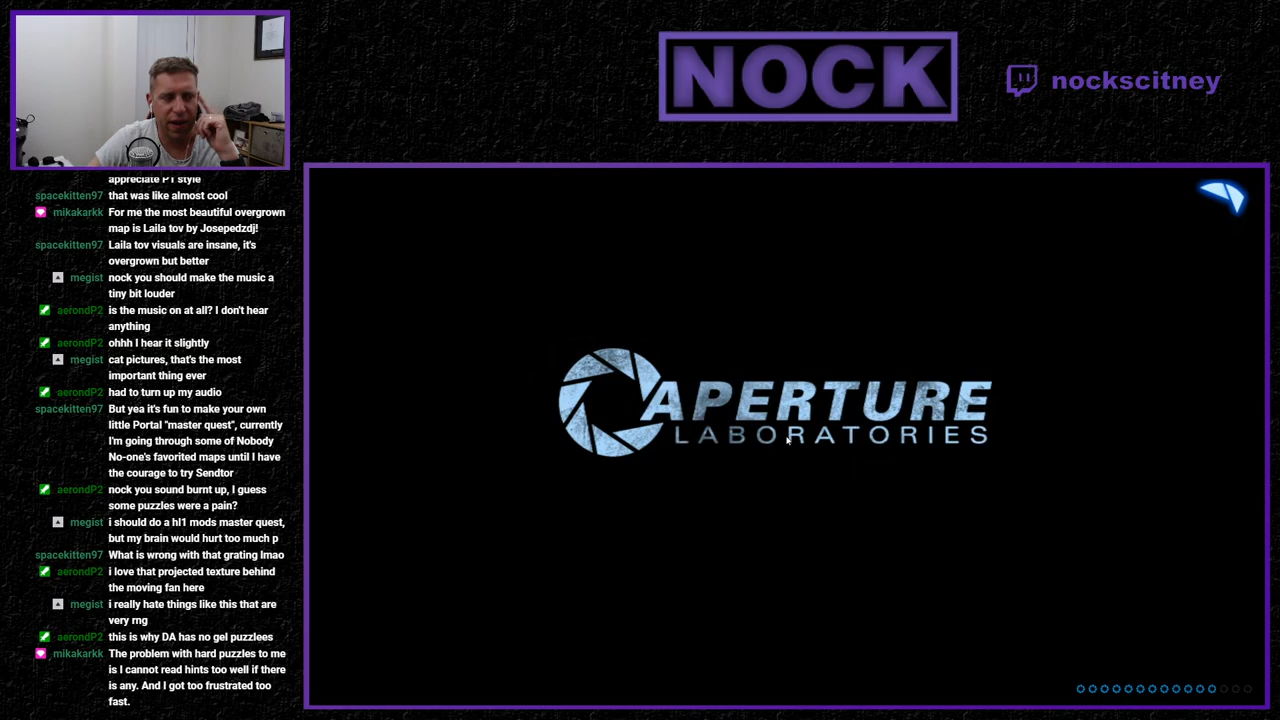 NOCK
nockscitney
appreciate P1 style
spacekitten97 that was like almost cool
mikakarkk For me the most beautiful overgrown
map is Laila tov by Josepedzdj!
spacekitten97 Laila tov visuals are insane, it's
overgrown but better
megist nock you should make the music a
tiny bit louder
aerondP2 is the music on at all? I don't hear
anything
aerondP2 ohhh I hear it slightly
megist cat pictures, that's the most
important thing ever
aerondP2 had to turn up my audio
spacekitten97 But yea it's fun to make your own
little Portal "master quest", currently
I'm going through some of Nobody
No-one's favorited maps until I have
the courage to try Sendtor
aerondP2 nock you sound burnt up, I guess
some puzzles were a pain?
megist i should do a hl1 mods master quest,
but my brain would hurt too much p
spacekitten97 What is wrong with that grating lmao
aerondP2 i love that projected texture behind
the moving fan here
megist i really hate things like this that are
very rng
aerondP2 this is why DA has no gel puzzlees
mikakarkk The problem with hard puzzles to me
is I cannot read hints too well if there
is any. And I got too frustrated too
fast.
APERTURE
LABORATORIES